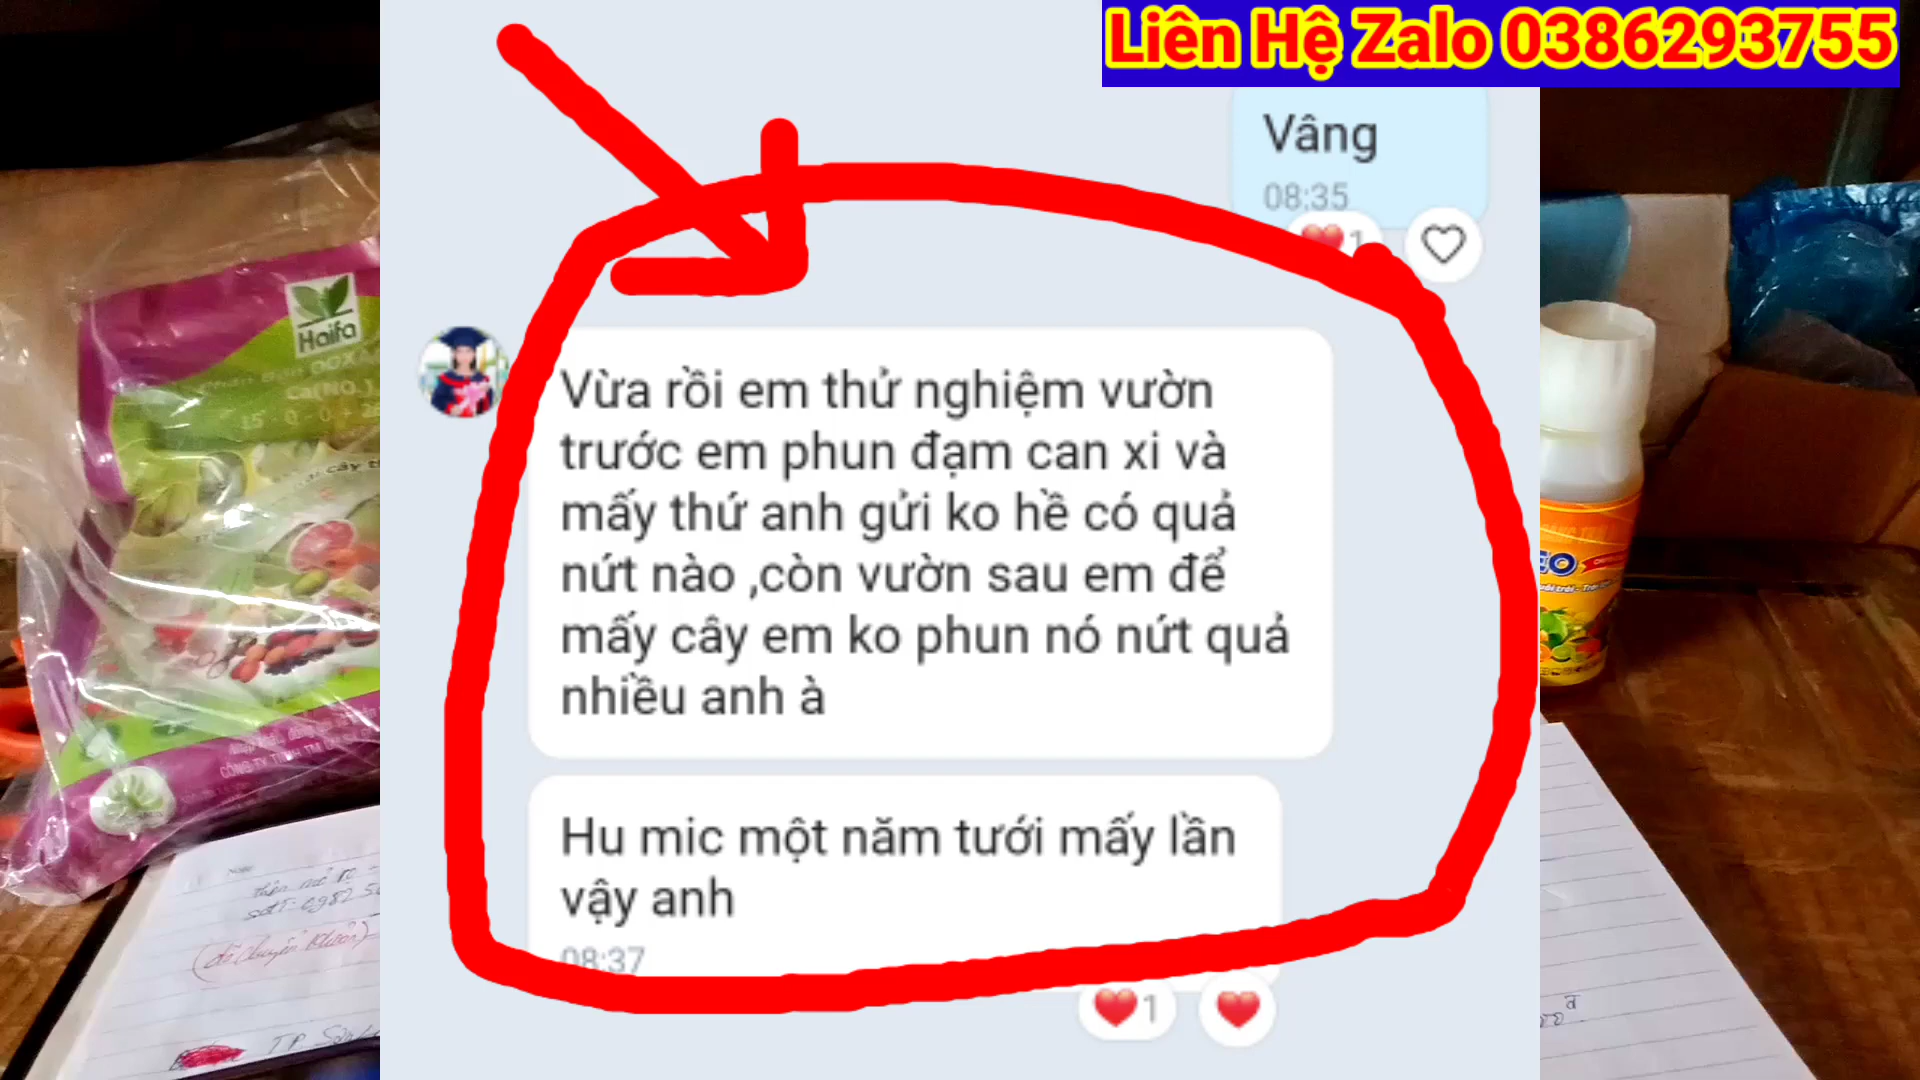 Liên Hệ Zalo 0386293755
Vâng
08:35
1
Vừa rồi em thử nghiệm vườn
trước em phun đạm can xi và
mấy thứ anh gửi ko hề có quả
nứt nào ,còn vườn sau em để
mấy cây em ko phun nó nứt quả
nhiều anh à
Hu mic một năm tưới mấy lần
vậy anh
08:37
1
Haifa